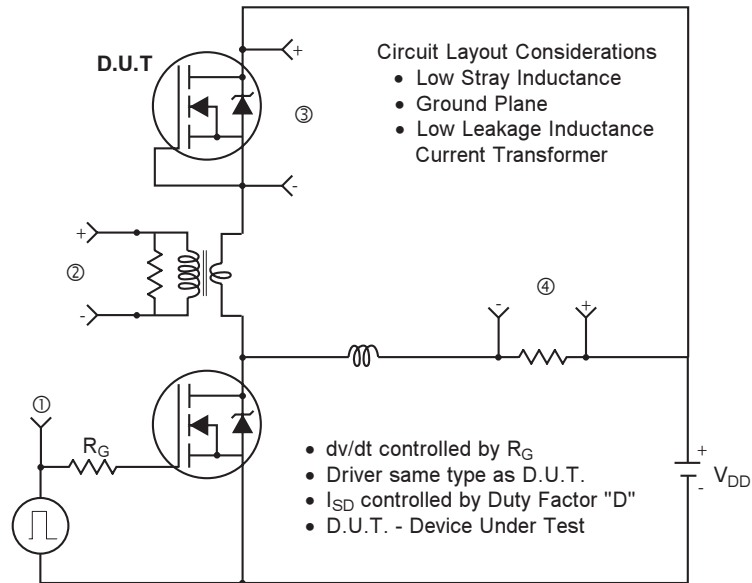 D.U.T
+
③
-
Circuit Layout Considerations
• Low Stray Inductance
• Ground Plane
• Low Leakage Inductance
Current Transformer
+
②
-
④
-
+
①
R_G
• dv/dt controlled by R_G
• Driver same type as D.U.T.
• I_SD controlled by Duty Factor "D"
• D.U.T. - Device Under Test
+
V_DD
-